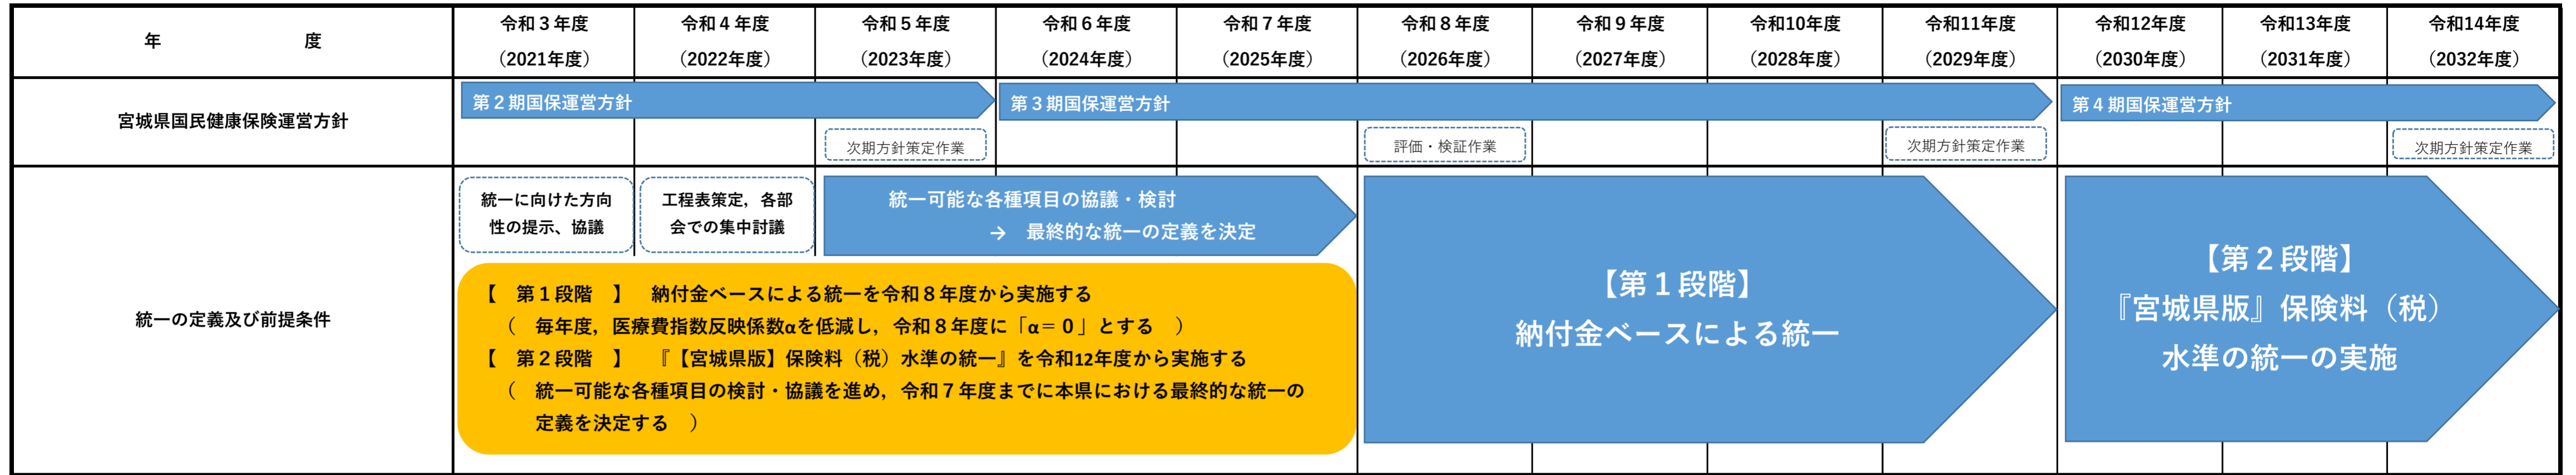 年　度
令和３年度
（2021年度）
令和４年度
（2022年度）
令和５年度
（2023年度）
令和６年度
（2024年度）
令和７年度
（2025年度）
令和８年度
（2026年度）
令和９年度
（2027年度）
令和10年度
（2028年度）
令和11年度
（2029年度）
令和12年度
（2030年度）
令和13年度
（2031年度）
令和14年度
（2032年度）
宮城県国民健康保険運営方針
第２期国保運営方針
第３期国保運営方針
第４期国保運営方針
次期方針策定作業
評価・検証作業
次期方針策定作業
次期方針策定作業
統一の定義及び前提条件
統一に向けた方向
性の提示、協議
工程表策定，各部
会での集中討議
統一可能な各種項目の協議・検討
→　最終的な統一の定義を決定
【　第１段階　】　納付金ベースによる統一を令和８年度から実施する
（　毎年度，医療費指数反映係数αを低減し，令和８年度に「α＝０」とする　）
【　第２段階　】　『【宮城県版】保険料（税）水準の統一』を令和12年度から実施する
（　統一可能な各種項目の検討・協議を進め，令和７年度までに本県における最終的な統一の
定義を決定する　）
【第１段階】
納付金ベースによる統一
【第２段階】
『宮城県版』保険料（税）
水準の統一の実施